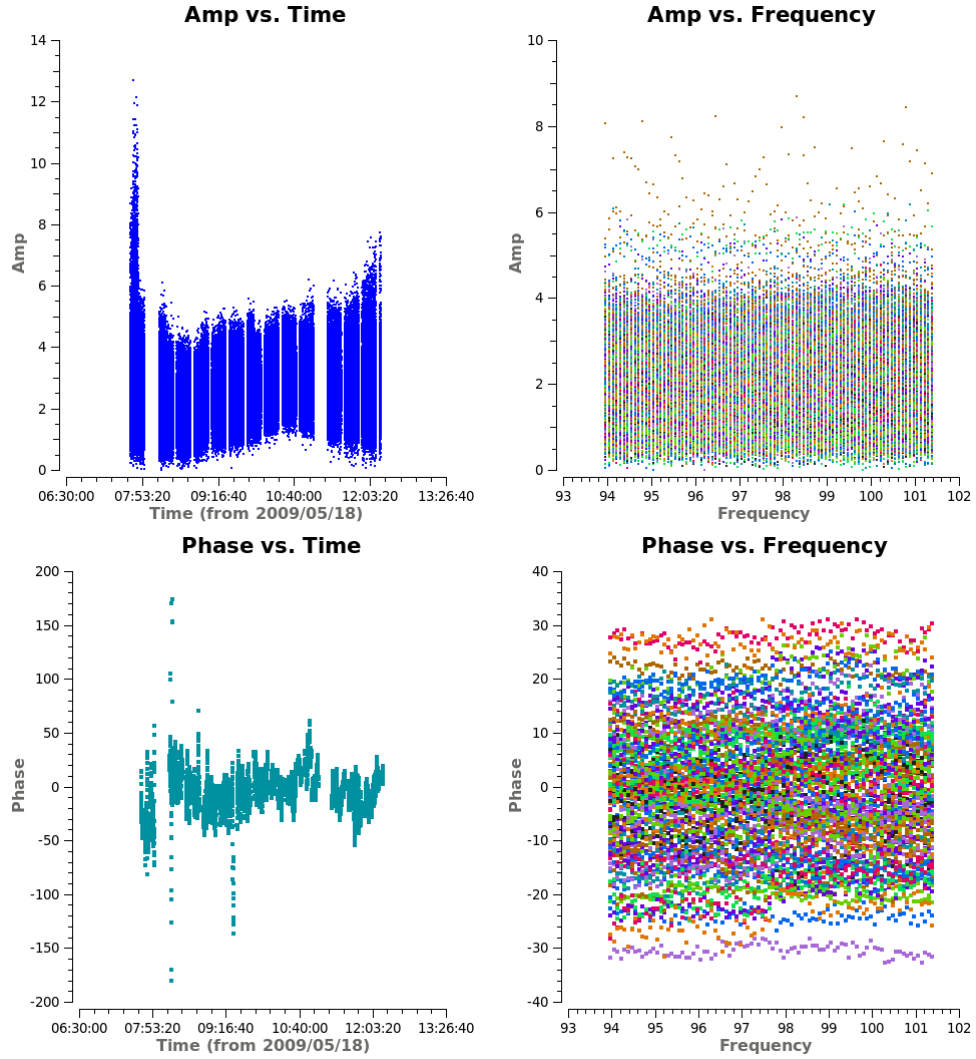 Amp vs. Time
14
12
10
8
6
4
2
0
Amp
06:30:00 07:53:20 09:16:40 10:40:00 12:03:20 13:26:40
Time (from 2009/05/18)
Amp vs. Frequency
10
8
6
4
2
0
Amp
93 94 95 96 97 98 99 100 101 102
Frequency
Phase vs. Time
200
150
100
50
0
-50
-100
-150
-200
Phase
06:30:00 07:53:20 09:16:40 10:40:00 12:03:20 13:26:40
Time (from 2009/05/18)
Phase vs. Frequency
40
30
20
10
0
-10
-20
-30
-40
Phase
93 94 95 96 97 98 99 100 101 102
Frequency